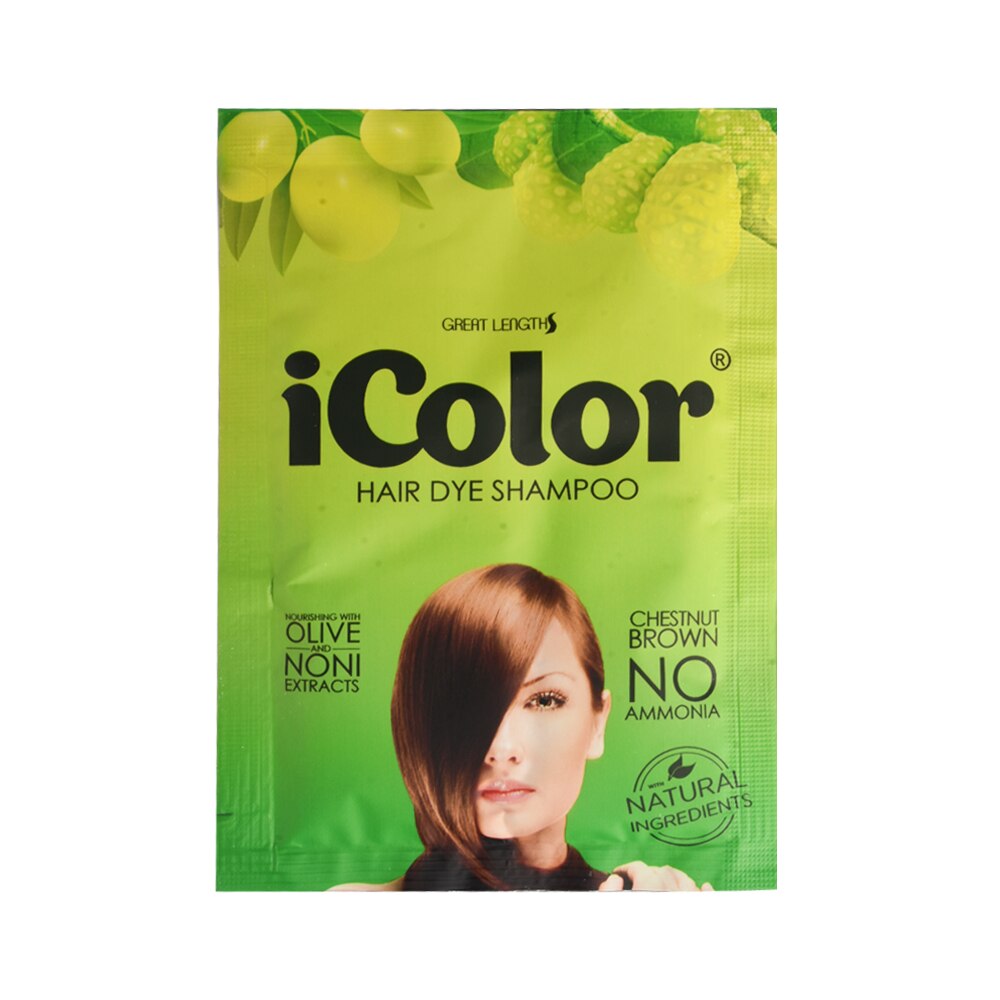 GREAT LENGTHS
iColor®
HAIR DYE SHAMPOO
NOURISHING WITH
OLIVE
AND
NONI
EXTRACTS
CHESTNUT
BROWN
NO
AMMONIA
WITH
NATURAL
INGREDIENTS